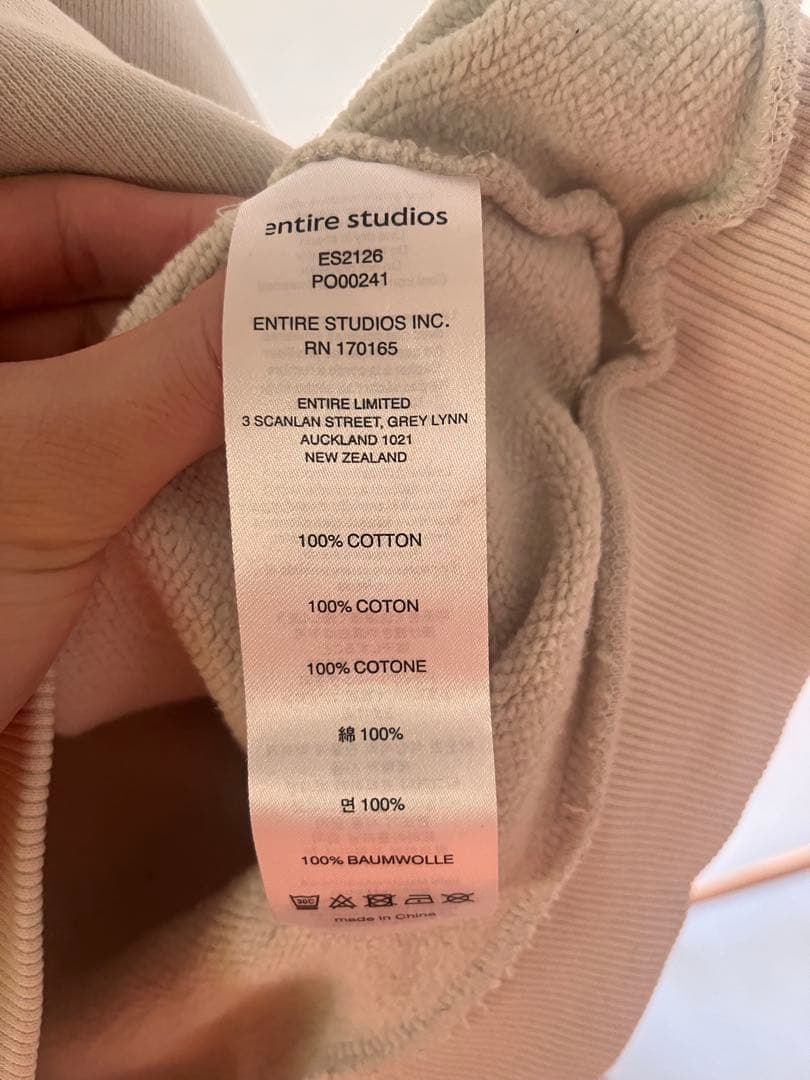 entire studios
ES2126
PO00241
ENTIRE STUDIOS INC.
RN 170165
ENTIRE LIMITED
3 SCANLAN STREET, GREY LYNN
AUCKLAND 1021
NEW ZEALAND
100% COTTON
100% COTON
100% COTONE
綿 100%
면 100%
100% BAUMWOLLE
30C
made in China